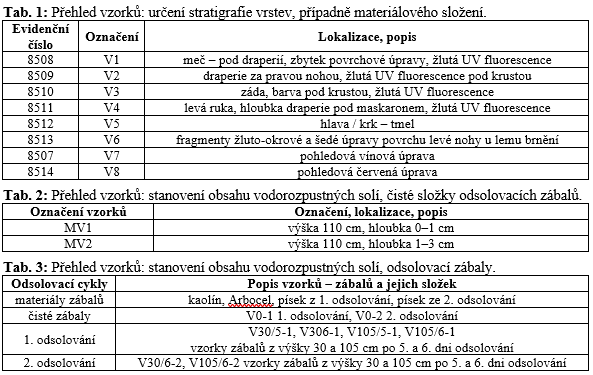 Tab. 1: Přehled vzorků: určení stratigrafie vrstev, případně materiálového složení.
Evidenční číslo Označení Lokalizace, popis
8508 V1 meč – pod draperií, zbytek povrchové úpravy, žlutá UV fluorescence
8509 V2 draperie za pravou nohou, žlutá UV fluorescence pod krustou
8510 V3 záda, barva pod krustou, žlutá UV fluorescence
8511 V4 levá ruka, hloubka draperie pod maskaronem, žlutá UV fluorescence
8512 V5 hlava / krk – tmel
8513 V6 fragmenty žluto-okrové a šedé úpravy povrchu levé nohy u lemu brnění
8507 V7 pohledová vínová úprava
8514 V8 pohledová červená úprava
Tab. 2: Přehled vzorků: stanovení obsahu vodorozpustných solí, čisté složky odsolovacích zábalů.
Označení vzorků Označení, lokalizace, popis
MV1 výška 110 cm, hloubka 0–1 cm
MV2 výška 110 cm, hloubka 1–3 cm
Tab. 3: Přehled vzorků: stanovení obsahu vodorozpustných solí, odsolovací zábaly.
Odsolovací cykly Popis vzorků – zábalů a jejich složek
materiály zábalů kaolín, Arbocel, písek z 1. odsolování, písek ze 2. odsolování
čisté zábaly V0-1 1. odsolování, V0-2 2. odsolování
1. odsolování V30/5-1, V306-1, V105/5-1, V105/6-1
vzorky zábalů z výšky 30 a 105 cm po 5. a 6. dni odsolování
2. odsolování V30/6-2, V105/6-2 vzorky zábalů z výšky 30 a 105 cm po 5. a 6. dni odsolování